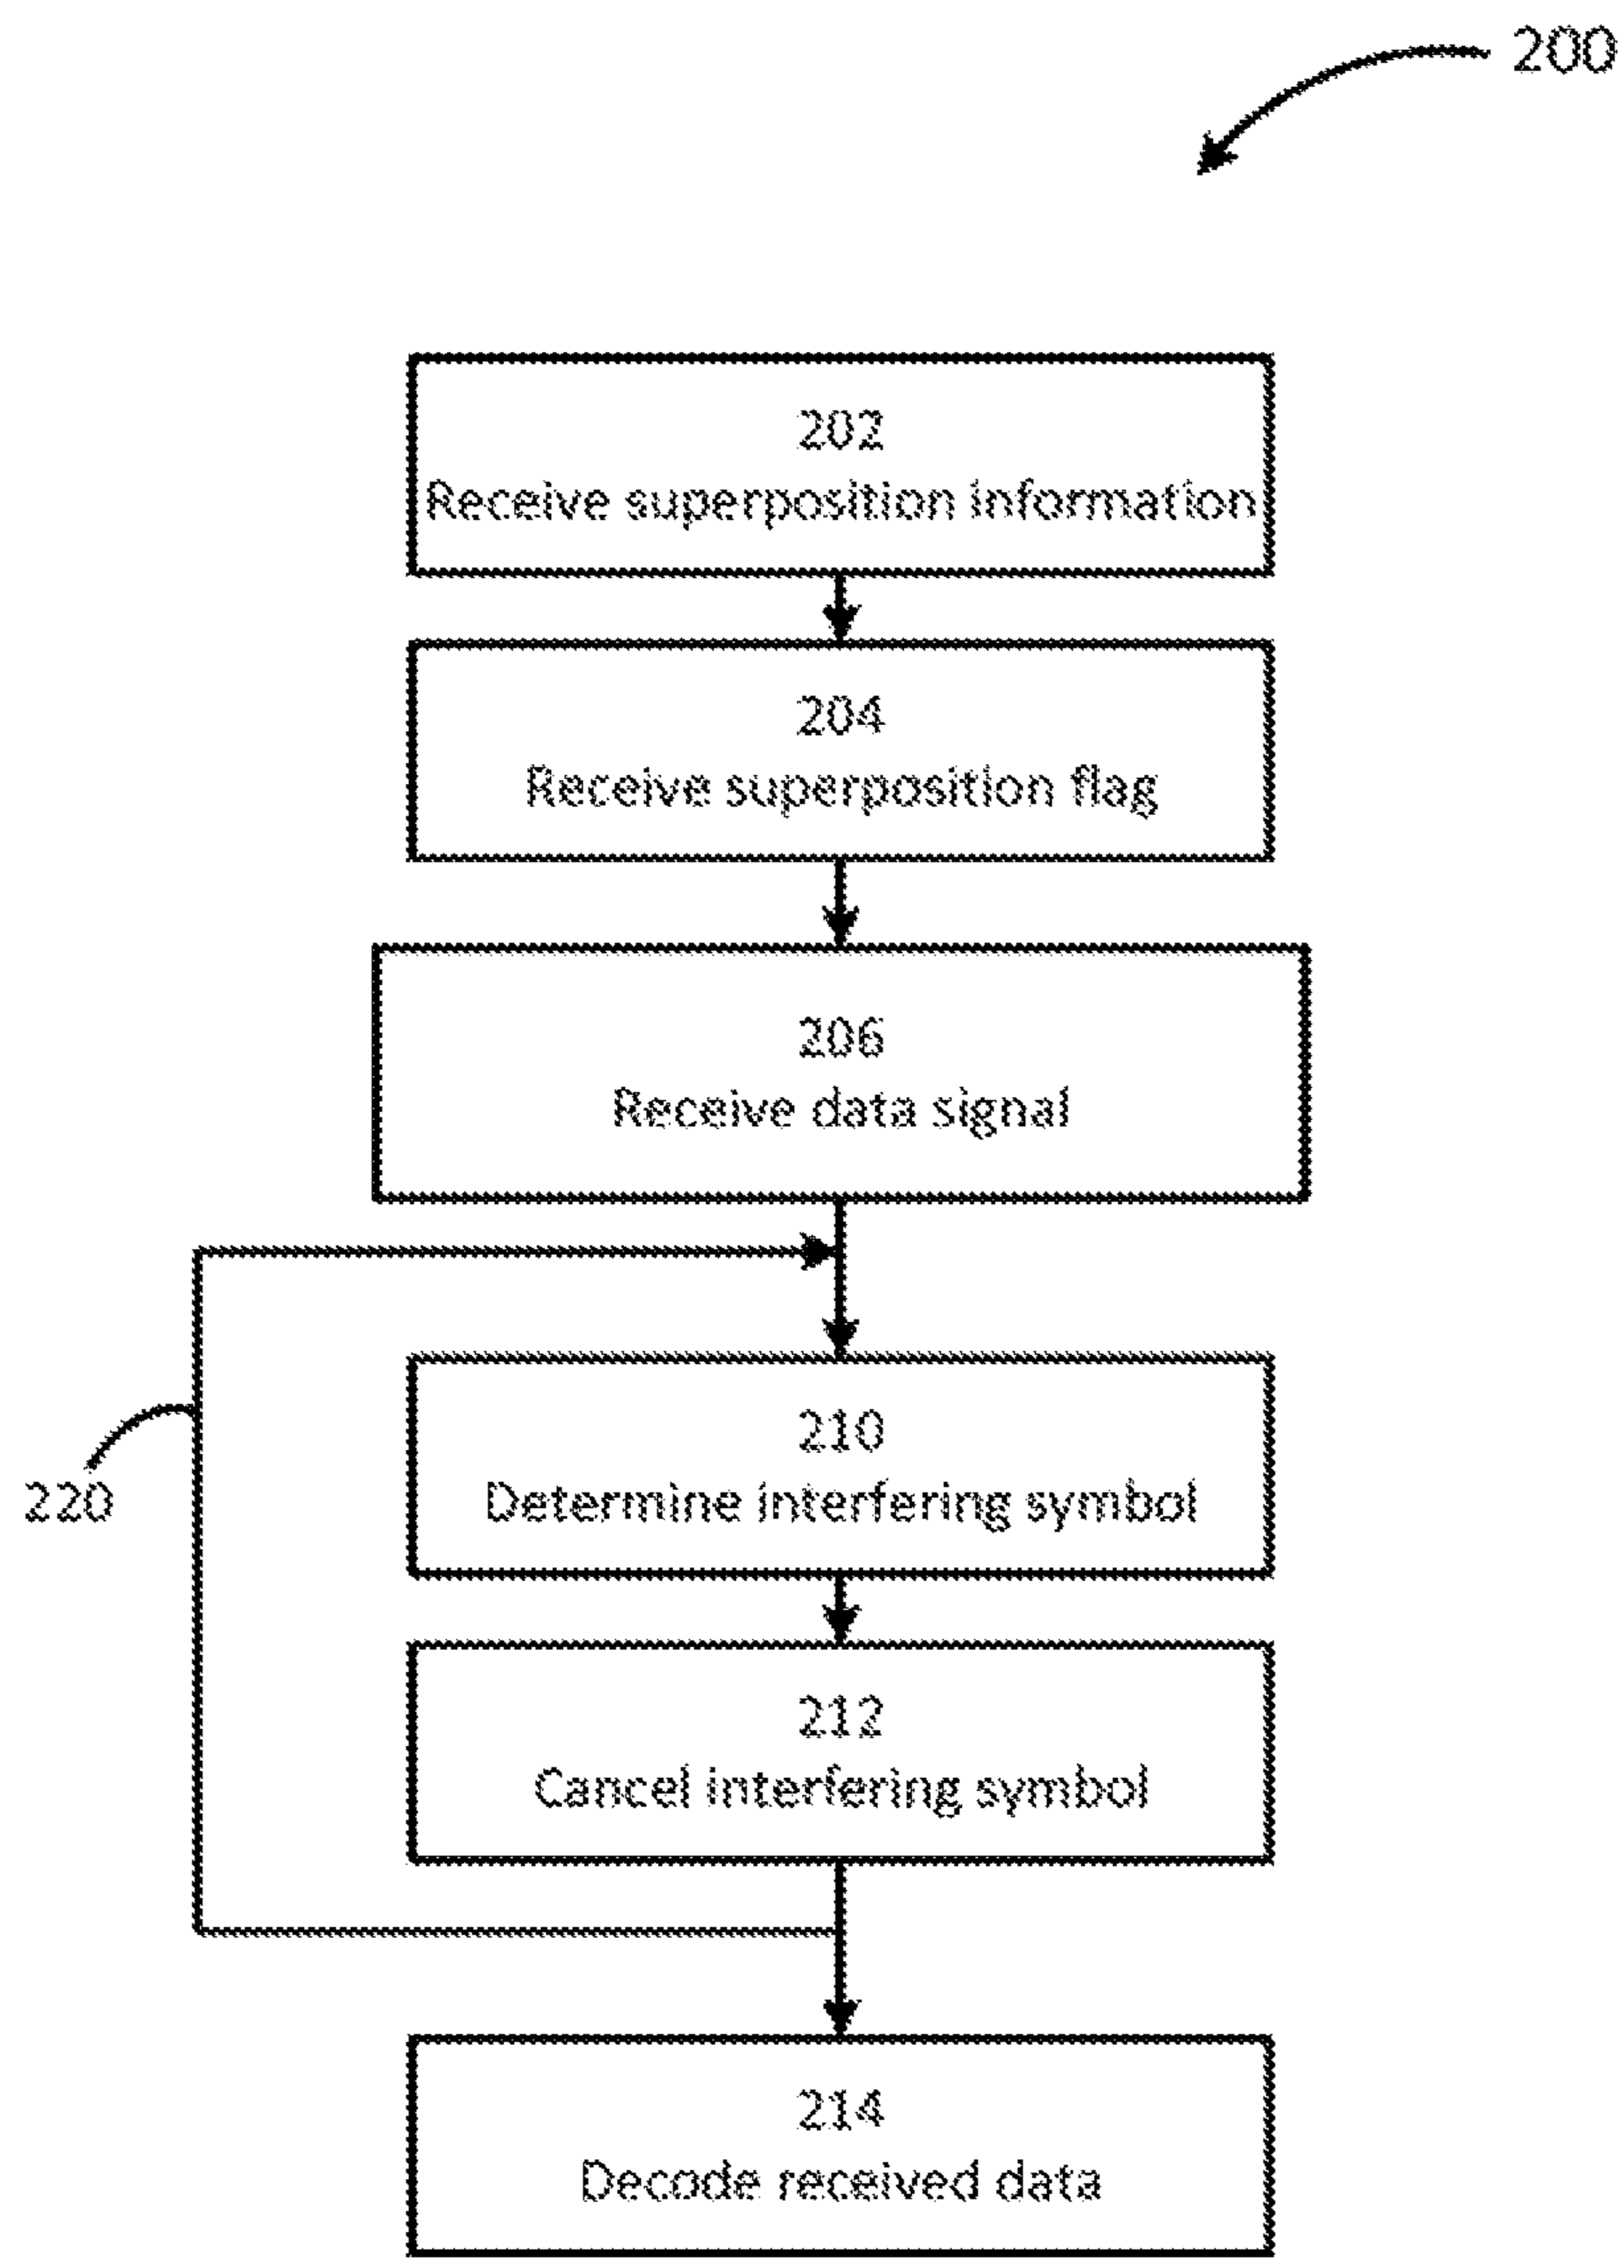 200
202
Receive superposition information
204
Receive superposition flag
206
Receive data signal
210
Determine interfering symbol
220
212
Cancel interfering symbol
214
Decode received data